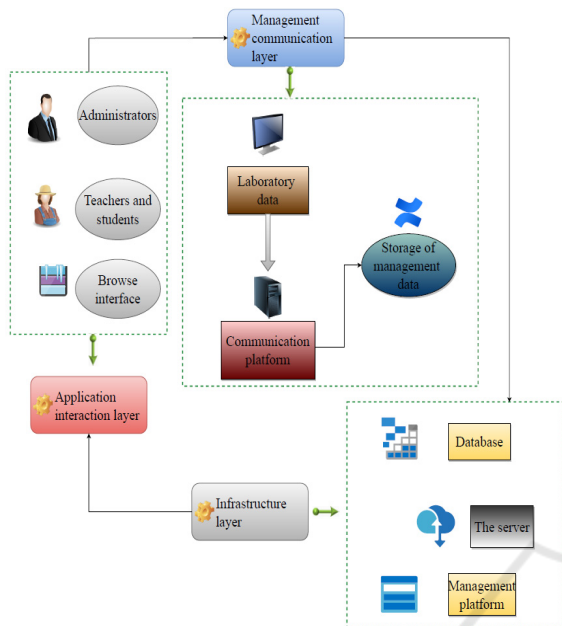 Management
communication
layer
Administrators
Teachers and
students
Browse
interface
Laboratory
data
Storage of
management
data
Communication
platform
Application
interaction layer
Infrastructure
layer
Database
The server
Management
platform